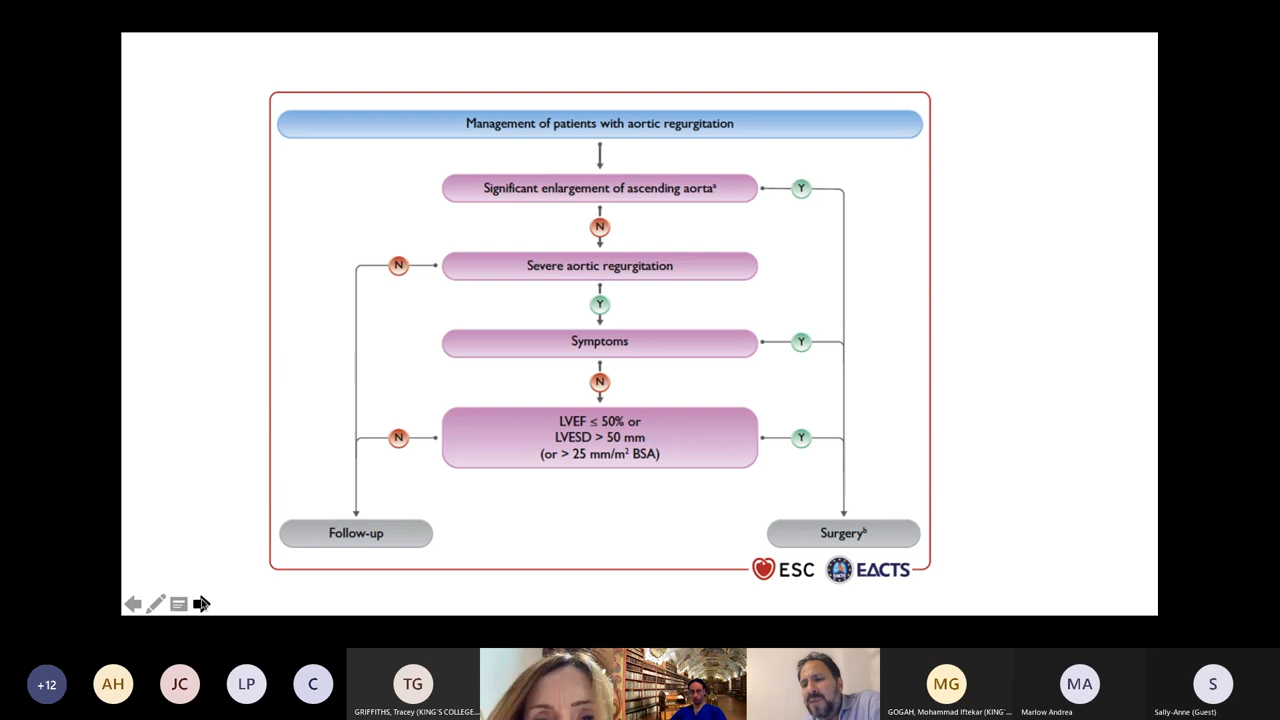 Management of patients with aortic regurgitation
Significant enlargement of ascending aortaᵃ
Y
N
N
Severe aortic regurgitation
Y
Symptoms
Y
N
N
LVEF ≤ 50% or
LVESD > 50 mm
(or > 25 mm/m² BSA)
Y
Follow-up
Surgeryᵇ
ESC
EACTS
+12
AH
JC
LP
C
TG
GRIFFITHS, Tracey (KING'S COLLEGE...
MG
GOGAH, Mohammad Iftekar (KING'...
MA
Marlow Andrea
S
Sally-Anne (Guest)